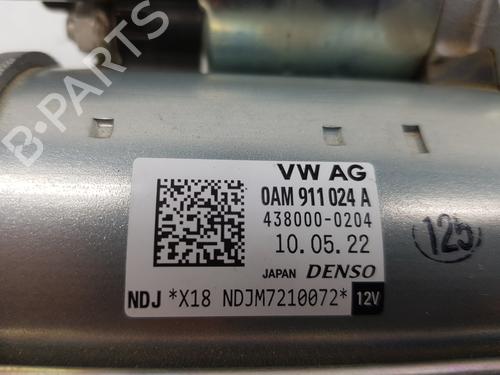 B-PARTS
VW AG
0AM 911 024 A
438000-0204
10.05.22
JAPAN DENSO
NDJ *X18 NDJM7210072* 12V
125